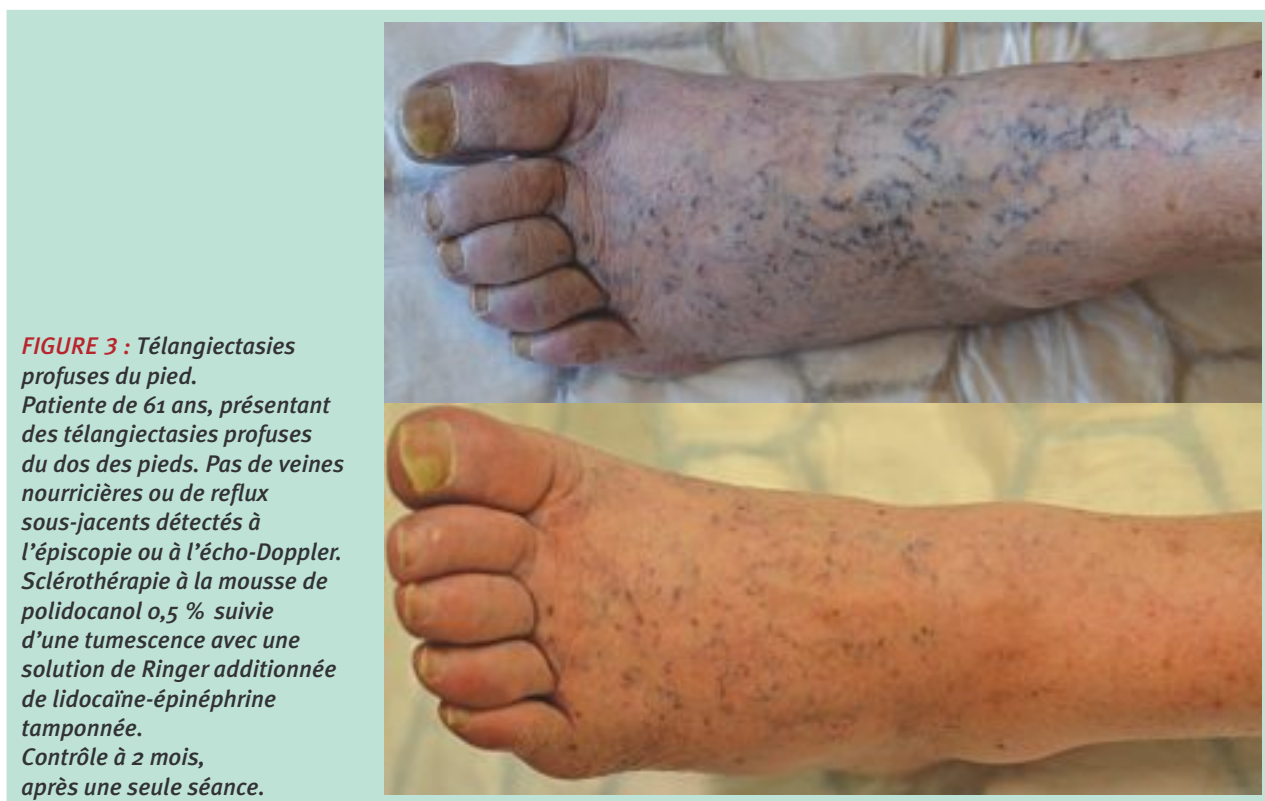 FIGURE 3 : Télangiectasies
profuses du pied.
Patiente de 61 ans, présentant
des télangiectasies profuses
du dos des pieds. Pas de veines
nourricières ou de reflux
sous-jacents détectés à
l’épiscopie ou à l’écho-Doppler.
Sclérothérapie à la mousse de
polidocanol 0,5 % suivie
d’une tumescence avec une
solution de Ringer additionnée
de lidocaïne-épinéphrine
tamponnée.
Contrôle à 2 mois,
après une seule séance.